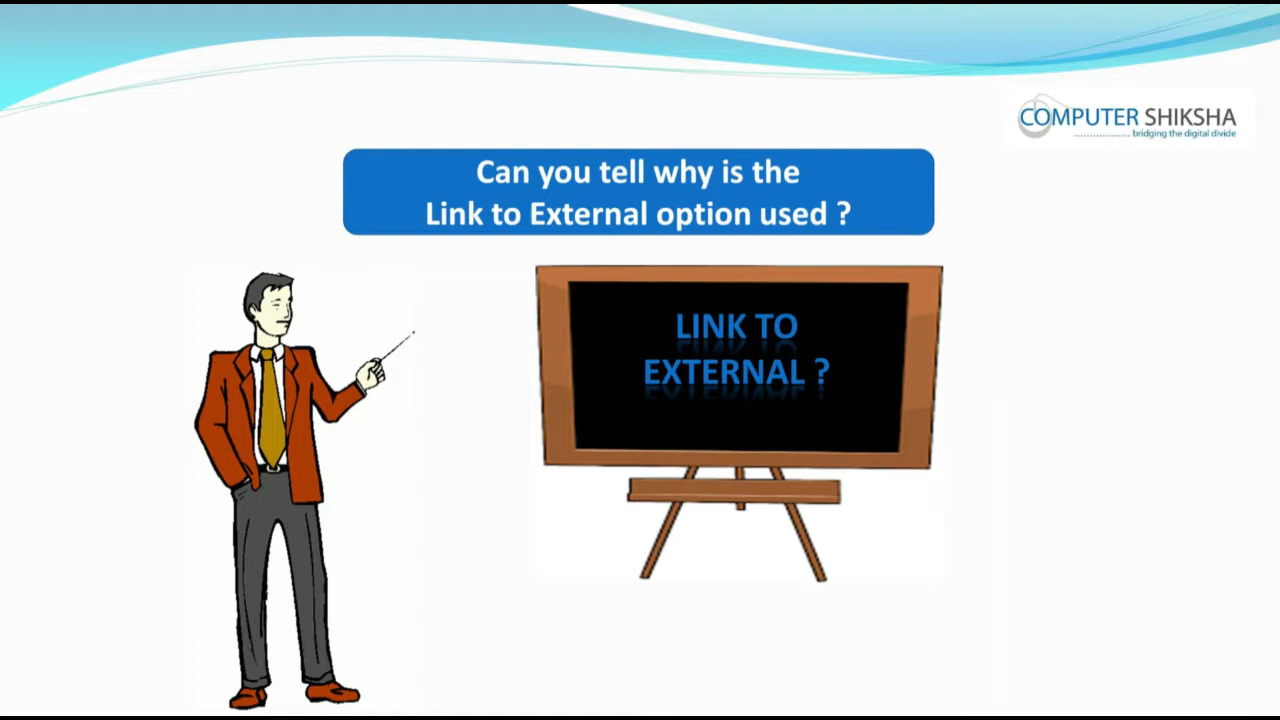 COMPUTER SHIKSHA
bridging the digital divide
Can you tell why is the
Link to External option used ?
LINK TO
EXTERNAL ?